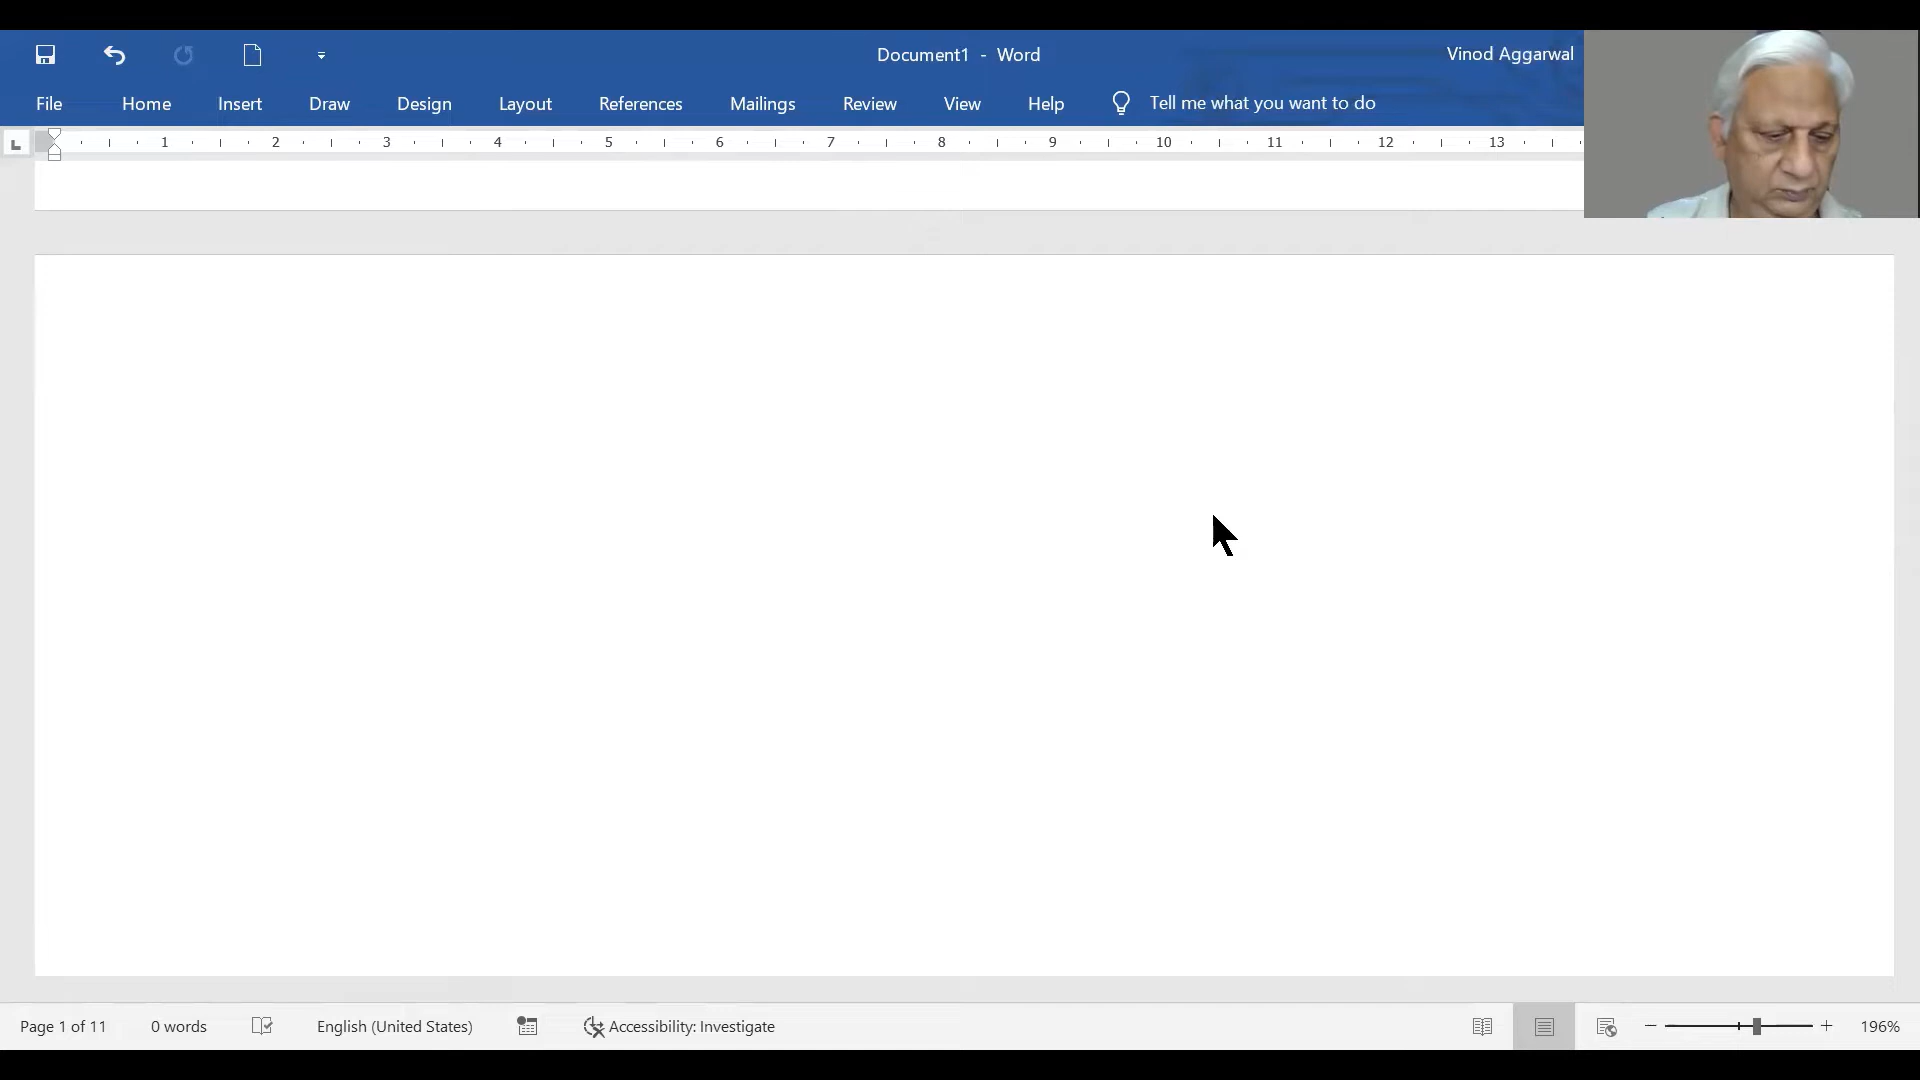 Document1 - Word
Vinod Aggarwal
File Home Insert Draw Design Layout References Mailings Review View Help Tell me what you want to do
1 2 3 4 5 6 7 8 9 10 11 12 13
Page 1 of 11 0 words English (United States) Accessibility: Investigate 196%